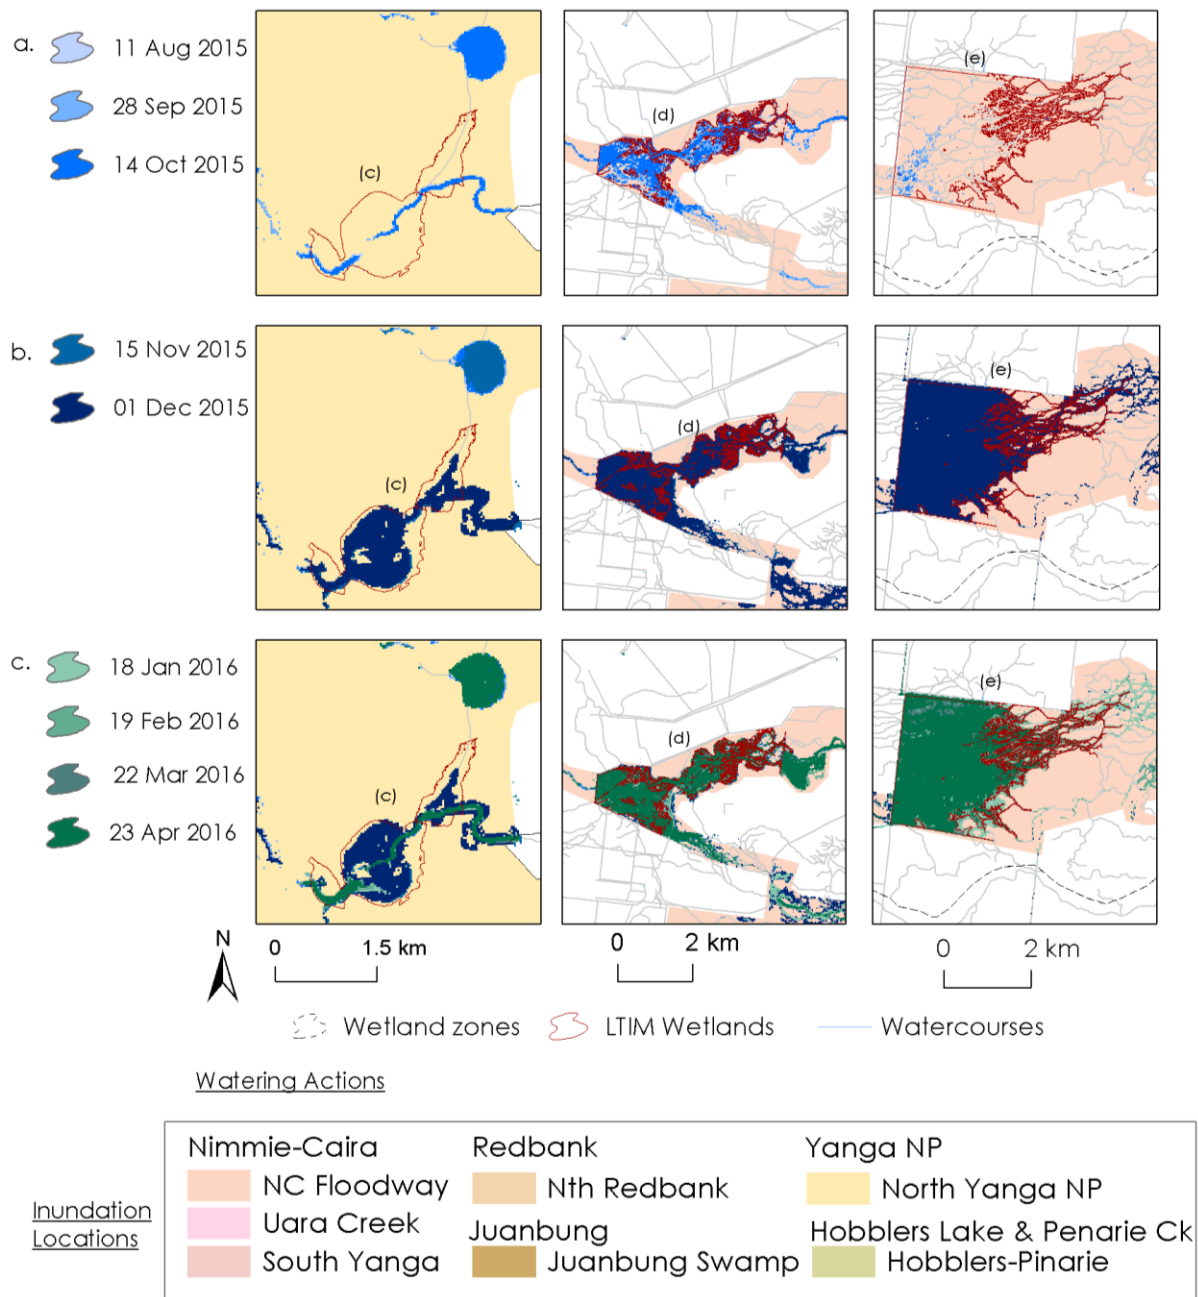 a.
11 Aug 2015
28 Sep 2015
14 Oct 2015
(c)
(d)
(e)
b.
15 Nov 2015
01 Dec 2015
(c)
(d)
(e)
c.
18 Jan 2016
19 Feb 2016
22 Mar 2016
23 Apr 2016
(c)
(d)
(e)
N
0 1.5 km
0 2 km
0 2 km
Wetland zones LTIM Wetlands Watercourses
Watering Actions
Inundation
Locations
Nimmie-Caira
NC Floodway
Uara Creek
South Yanga
Redbank
Nth Redbank
Juanbung
Juanbung Swamp
Yanga NP
North Yanga NP
Hobblers Lake & Penarie Ck
Hobblers-Pinarie